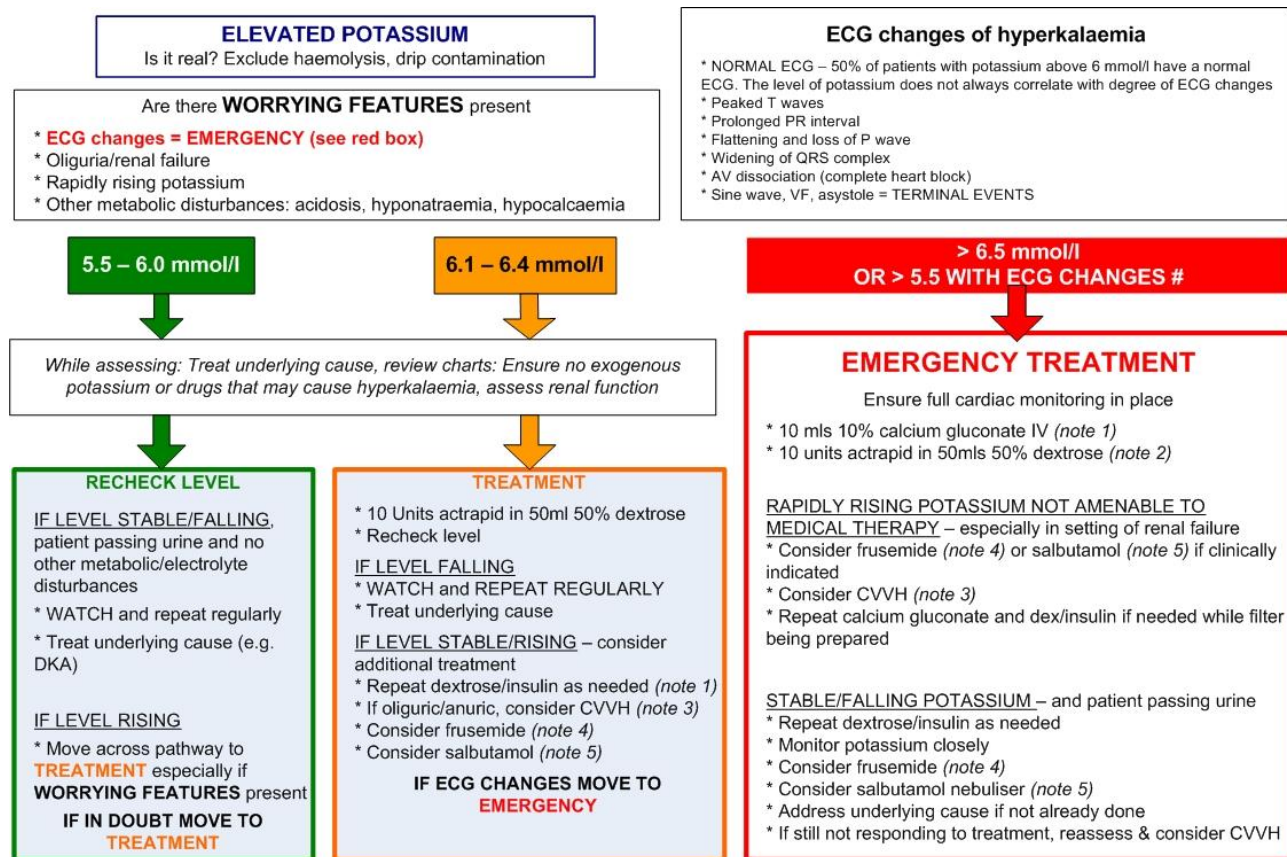 ELEVATED POTASSIUM
Is it real? Exclude haemolysis, drip contamination
Are there WORRYING FEATURES present
* ECG changes = EMERGENCY (see red box)
* Oliguria/renal failure
* Rapidly rising potassium
* Other metabolic disturbances: acidosis, hyponatraemia, hypocalcaemia
ECG changes of hyperkalaemia
* NORMAL ECG – 50% of patients with potassium above 6 mmol/l have a normal
ECG. The level of potassium does not always correlate with degree of ECG changes
* Peaked T waves
* Prolonged PR interval
* Flattening and loss of P wave
* Widening of QRS complex
* AV dissociation (complete heart block)
* Sine wave, VF, asystole = TERMINAL EVENTS
5.5 – 6.0 mmol/l
6.1 – 6.4 mmol/l
> 6.5 mmol/l
OR > 5.5 WITH ECG CHANGES #
While assessing: Treat underlying cause, review charts: Ensure no exogenous
potassium or drugs that may cause hyperkalaemia, assess renal function
RECHECK LEVEL
IF LEVEL STABLE/FALLING,
patient passing urine and no
other metabolic/electrolyte
disturbances
* WATCH and repeat regularly
* Treat underlying cause (e.g.
DKA)
IF LEVEL RISING
* Move across pathway to
TREATMENT especially if
WORRYING FEATURES present
IF IN DOUBT MOVE TO
TREATMENT
TREATMENT
* 10 Units actrapid in 50ml 50% dextrose
* Recheck level
IF LEVEL FALLING
* WATCH and REPEAT REGULARLY
* Treat underlying cause
IF LEVEL STABLE/RISING – consider
additional treatment
* Repeat dextrose/insulin as needed (note 1)
* If oliguric/anuric, consider CVVH (note 3)
* Consider frusemide (note 4)
* Consider salbutamol (note 5)
IF ECG CHANGES MOVE TO
EMERGENCY
EMERGENCY TREATMENT
Ensure full cardiac monitoring in place
* 10 mls 10% calcium gluconate IV (note 1)
* 10 units actrapid in 50mls 50% dextrose (note 2)
RAPIDLY RISING POTASSIUM NOT AMENABLE TO
MEDICAL THERAPY – especially in setting of renal failure
* Consider frusemide (note 4) or salbutamol (note 5) if clinically
indicated
* Consider CVVH (note 3)
* Repeat calcium gluconate and dex/insulin if needed while filter
being prepared
STABLE/FALLING POTASSIUM – and patient passing urine
* Repeat dextrose/insulin as needed
* Monitor potassium closely
* Consider frusemide (note 4)
* Consider salbutamol nebuliser (note 5)
* Address underlying cause if not already done
* If still not responding to treatment, reassess & consider CVVH